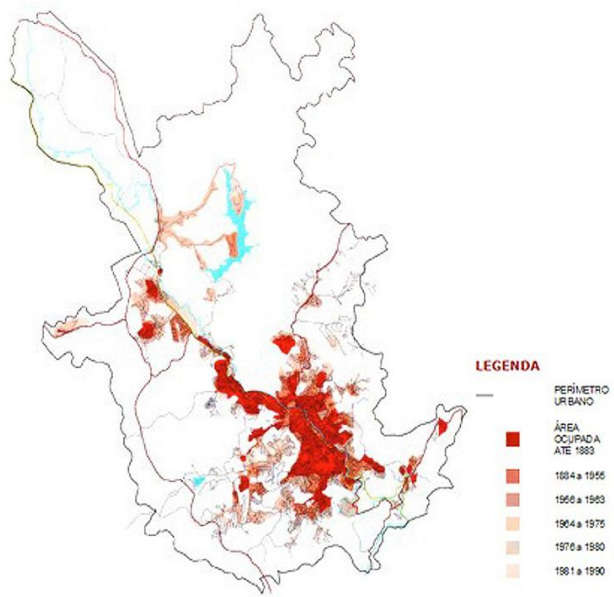 LEGENDA
PERÍMETRO
URBANO
ÁREA
OCUPADA
ATÉ 1883
1884 a 1955
1956 a 1963
1964 a 1975
1976 a 1980
1981 a 1990